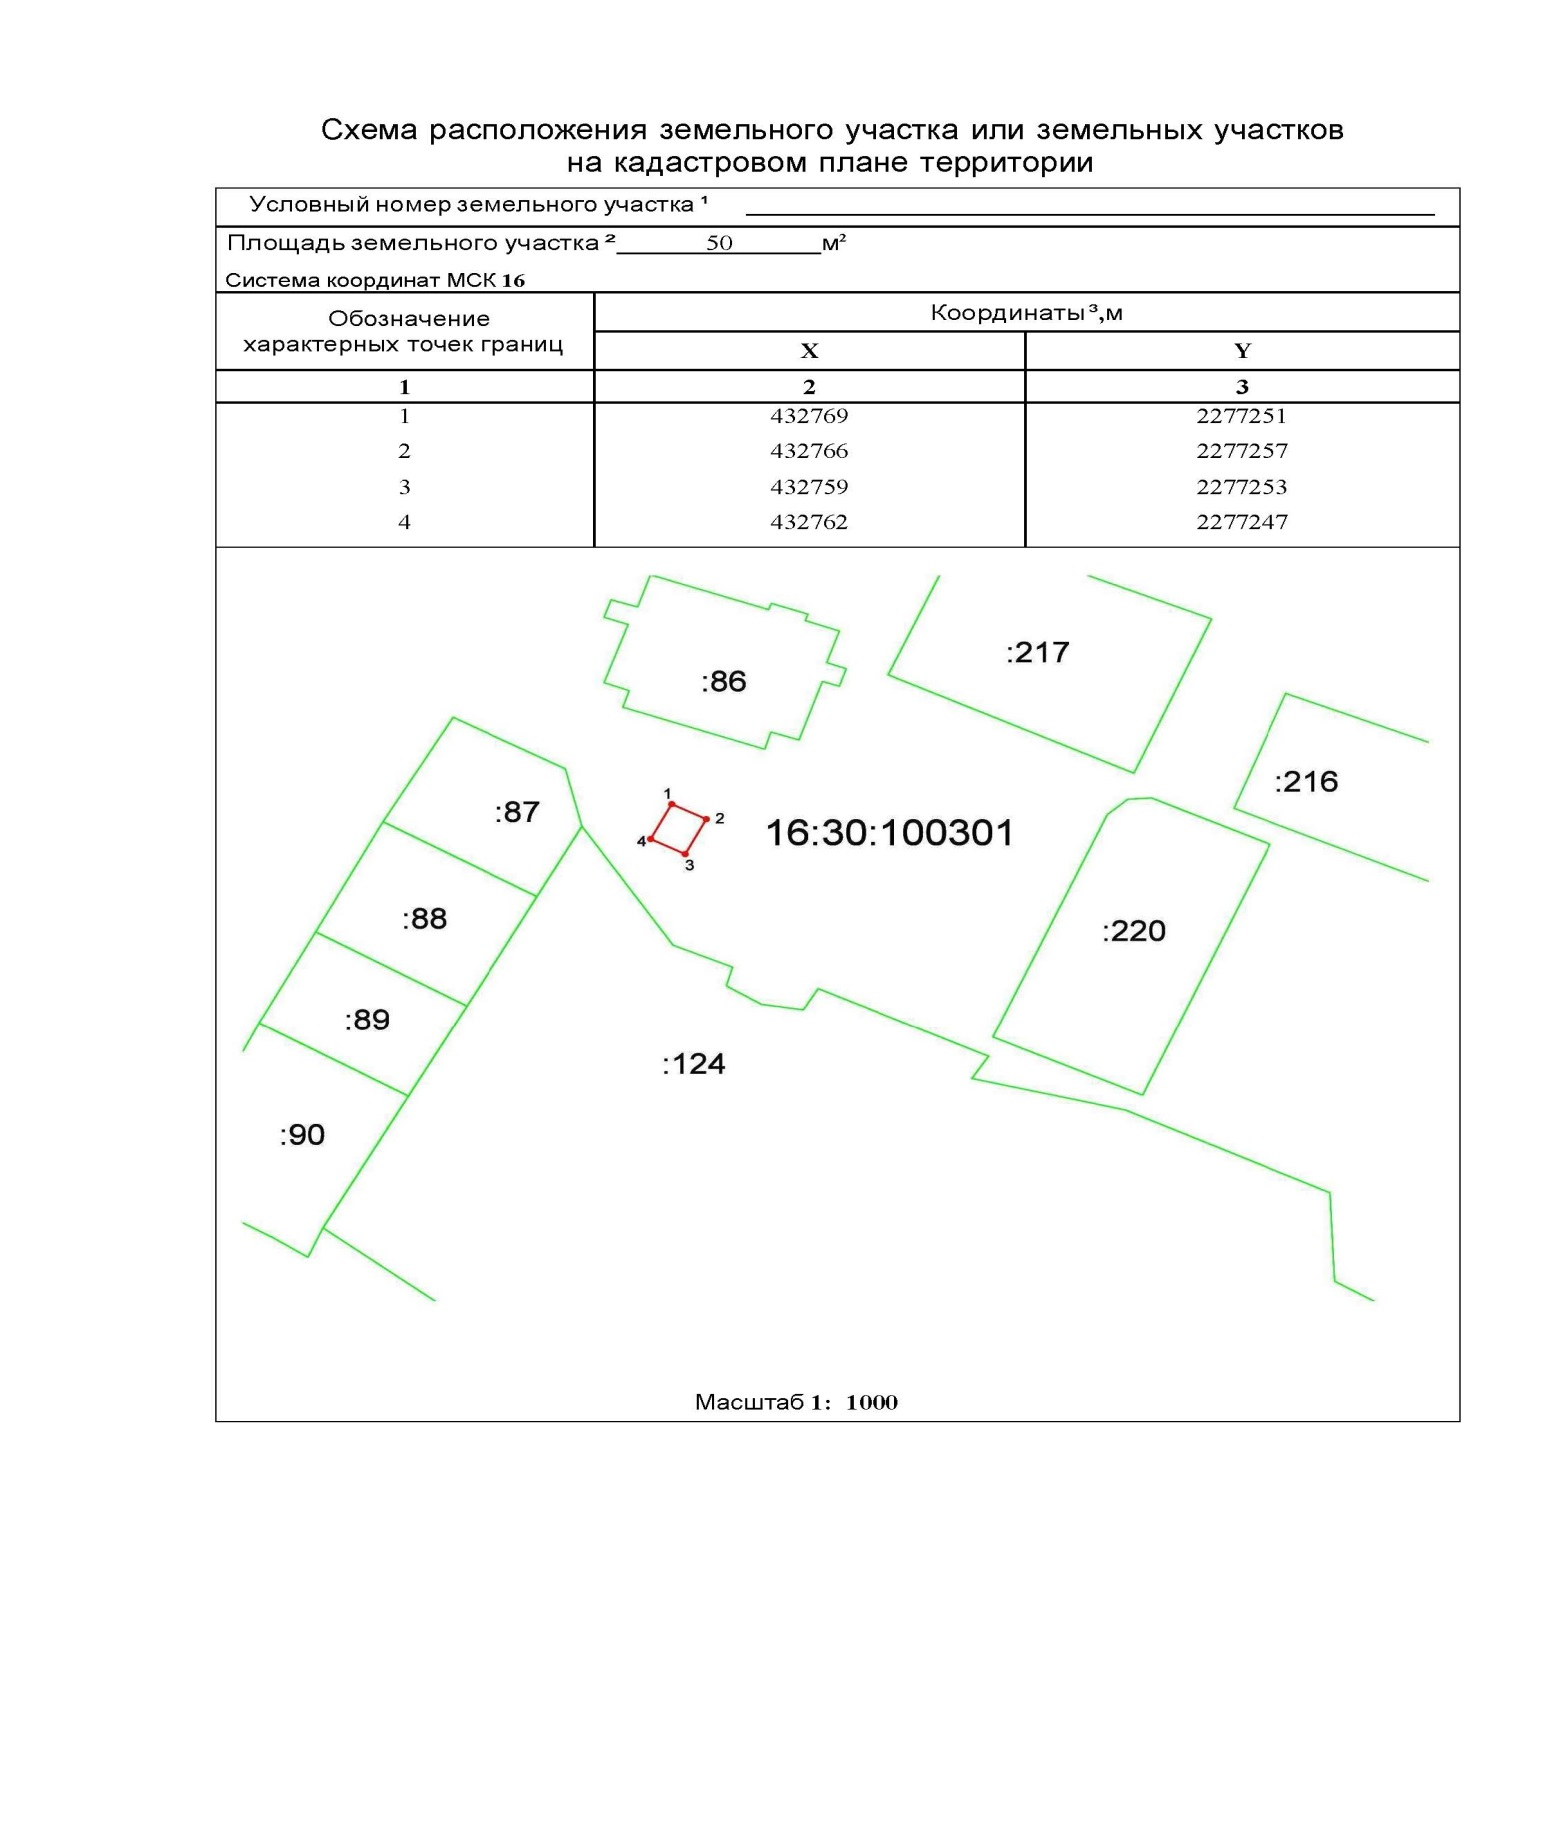 Схема расположения земельного участка или земельных участков
на кадастровом плане территории
Условный номер земельного участка ¹
Площадь земельного участка ² 50 м²
Система координат МСК 16
Обозначение
характерных точек границ
Координаты ³,м
X Y
1 2 3
1 432769 2277251
2 432766 2277257
3 432759 2277253
4 432762 2277247
:217
:86
:216
1
:87
2
16:30:100301
4
3
:88
:220
:89
:124
:90
Масштаб 1: 1000